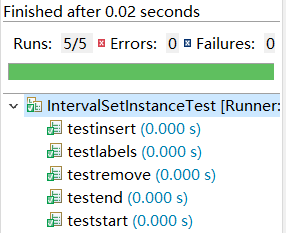 Finished after 0.02 seconds
Runs: 5/5 Errors: 0 Failures: 0
IntervalSetInstanceTest [Runner:
testinsert (0.000 s)
testlabels (0.000 s)
testremove (0.000 s)
testend (0.000 s)
teststart (0.000 s)